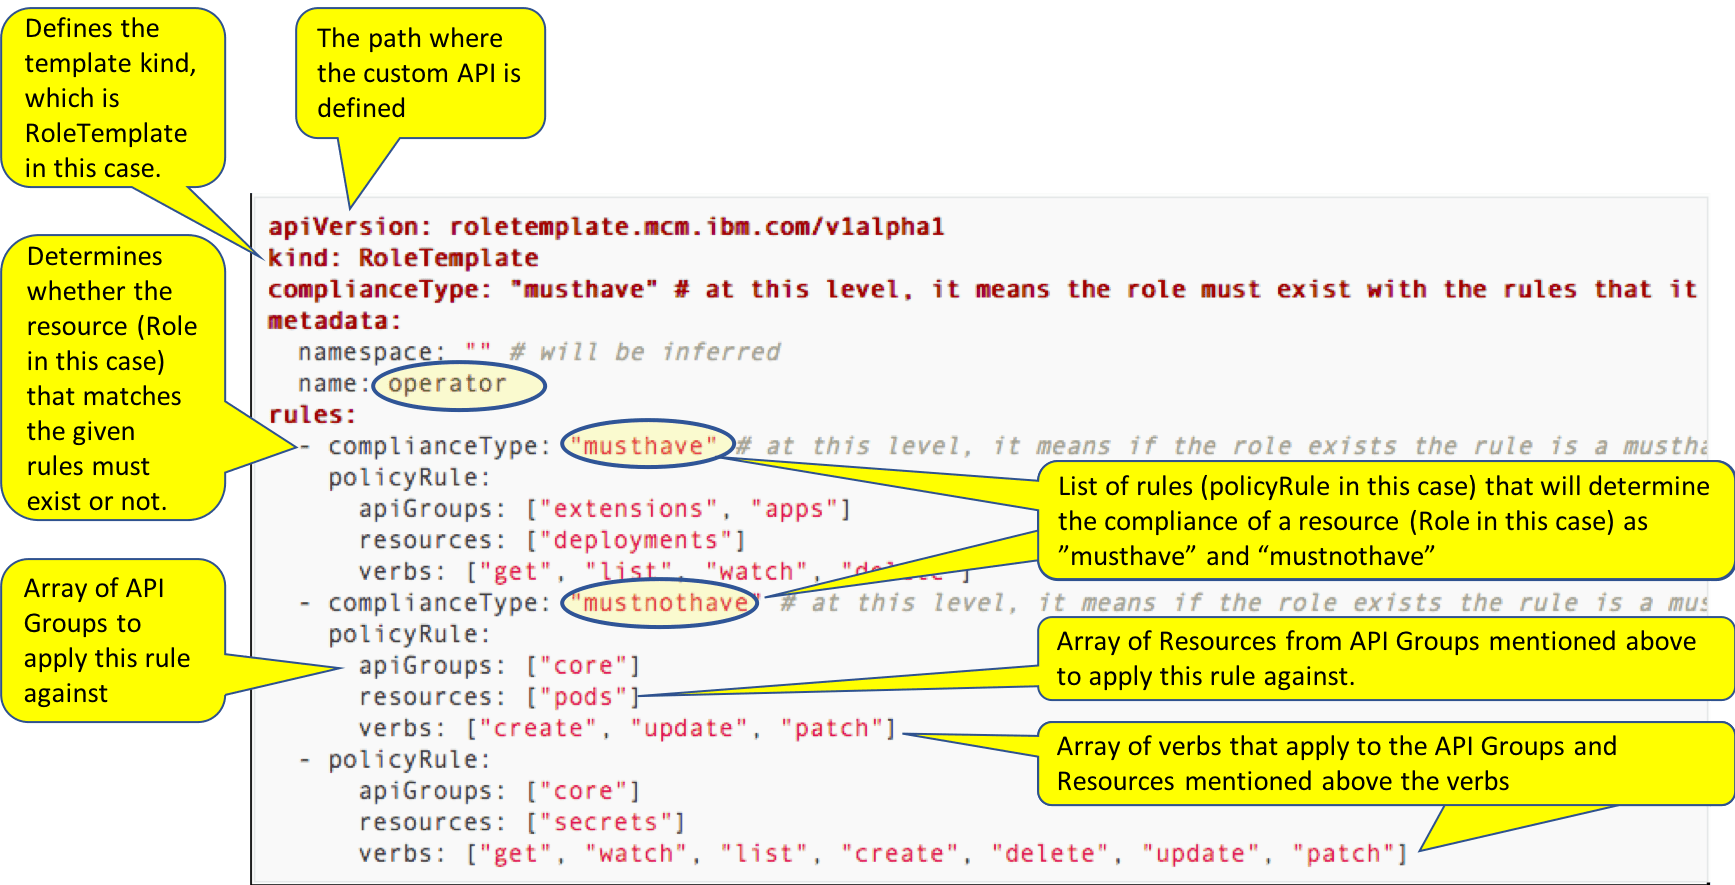 Defines the
template kind,
which is
RoleTemplate
in this case.
The path where
the custom API is
defined
Determines
whether the
resource (Role
in this case)
that matches
the given
rules must
exist or not.
Array of API
Groups to
apply this rule
against
apiVersion: roletemplate.mcm.ibm.com/v1alpha1
kind: RoleTemplate
complianceType: "musthave" # at this level, it means the role must exist with the rules that it
metadata:
  namespace: "" # will be inferred
  name: operator
rules:
  - complianceType: "musthave" # at this level, it means if the role exists the rule is a
    policyRule:
      apiGroups: ["extensions", "apps"]
      resources: ["deployments"]
      verbs: ["get", "list", "watch", "delete"]
  - complianceType: "mustnothave" # at this level, it means if the role exists the rule is a
    policyRule:
      apiGroups: ["core"]
      resources: ["pods"]
      verbs: ["create", "update", "patch"]
  - policyRule:
      apiGroups: ["core"]
      resources: ["secrets"]
      verbs: ["get", "watch", "list", "create", "delete", "update", "patch"]
List of rules (policyRule in this case) that will determine
the compliance of a resource (Role in this case) as
”musthave” and “mustnothave”
Array of Resources from API Groups mentioned above
to apply this rule against.
Array of verbs that apply to the API Groups and
Resources mentioned above the verbs